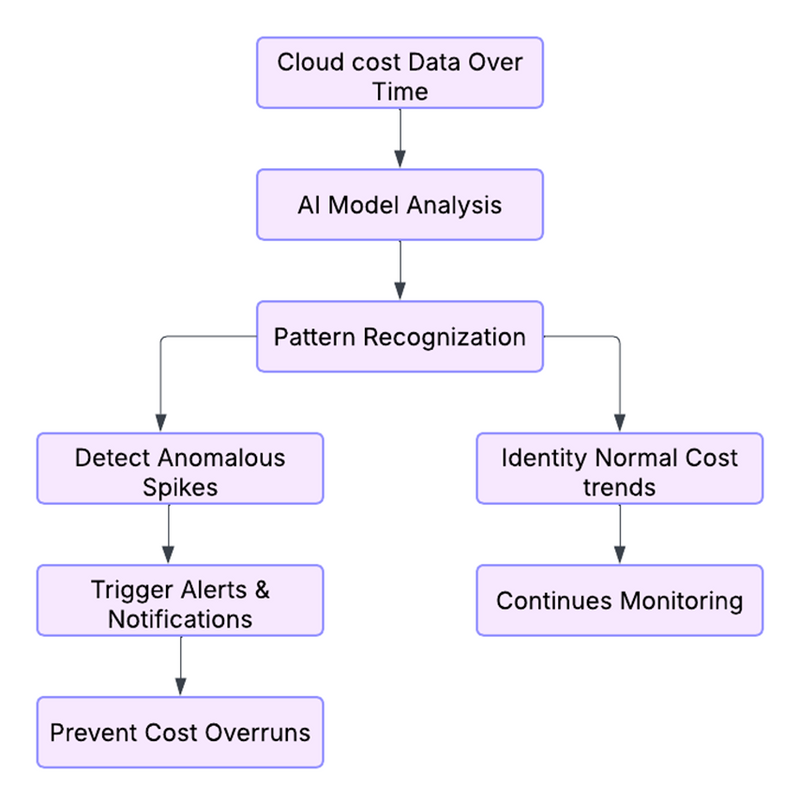 Cloud cost Data Over
Time
AI Model Analysis
Pattern Recognization
Detect Anomalous
Spikes
Identity Normal Cost
trends
Trigger Alerts &
Notifications
Continues Monitoring
Prevent Cost Overruns